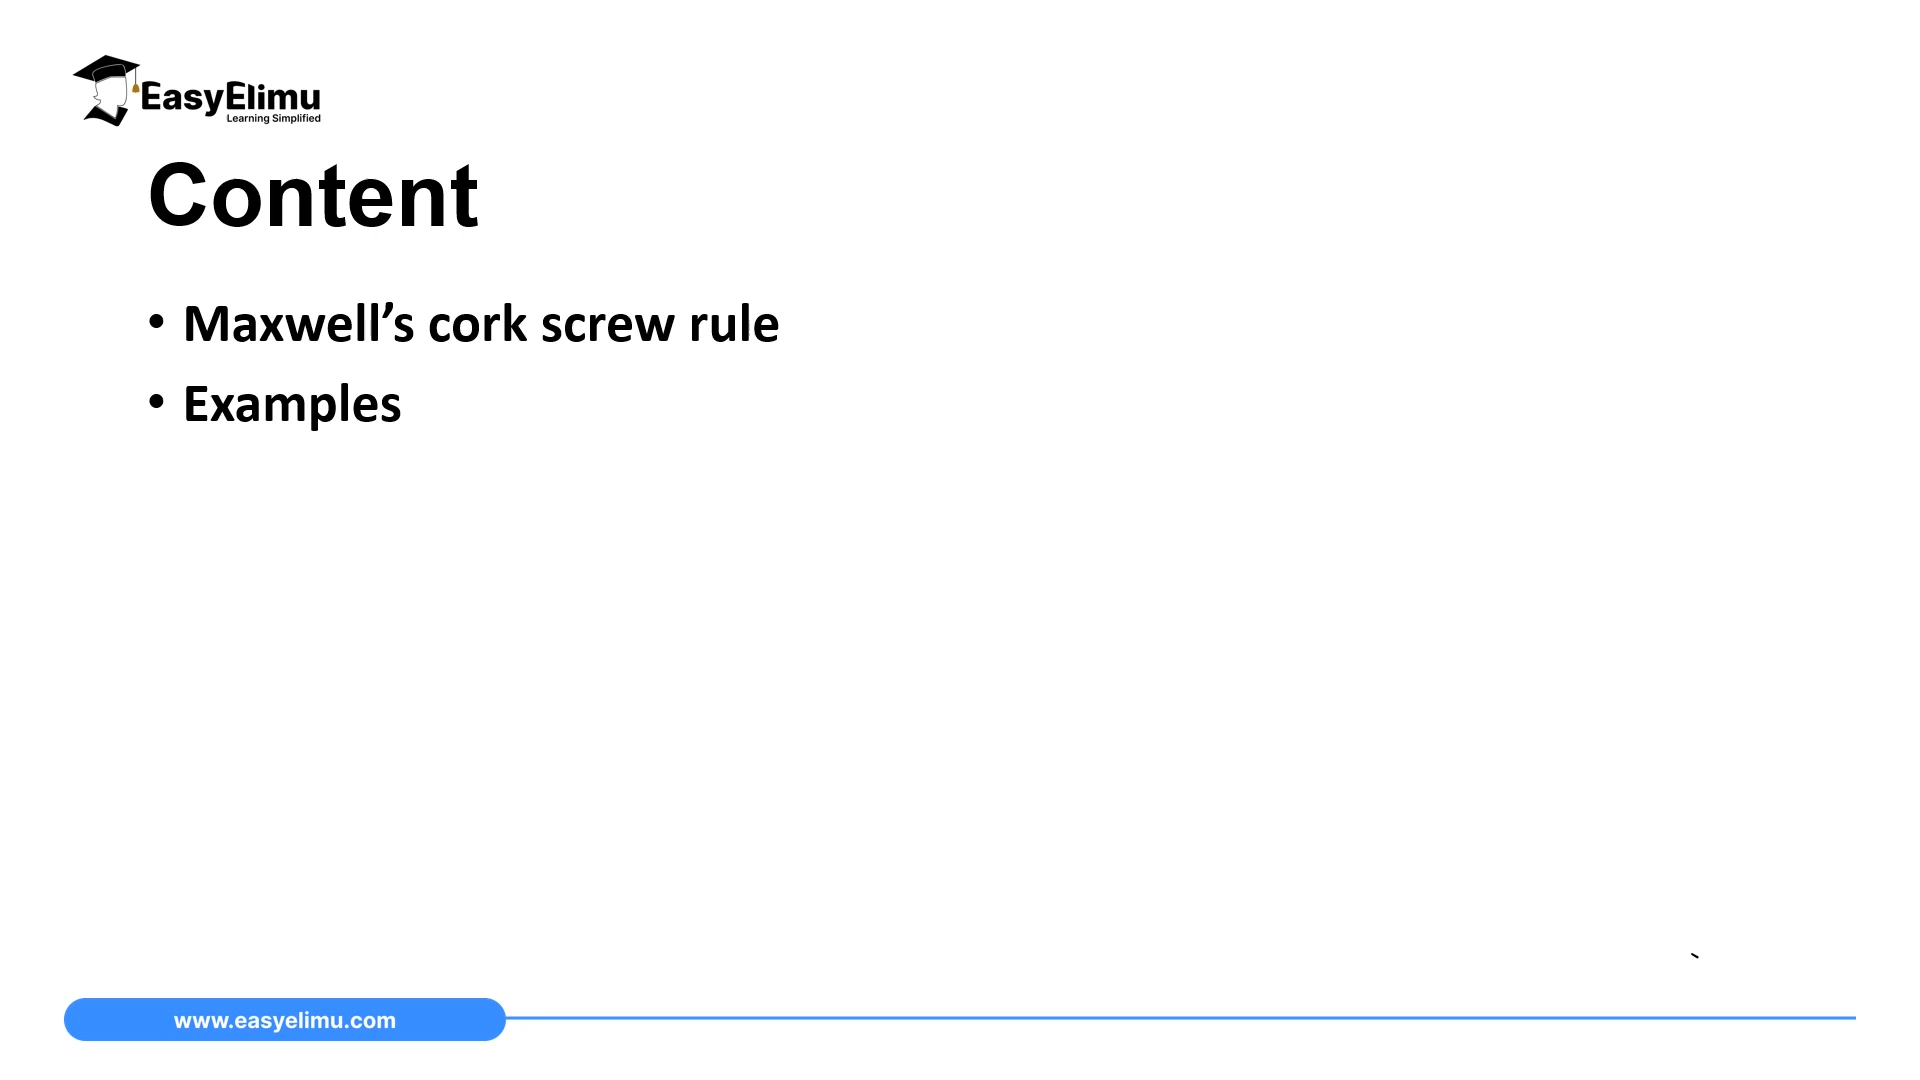 EasyElimu
Learning Simplified
Content
• Maxwell’s cork screw rule
• Examples
www.easyelimu.com